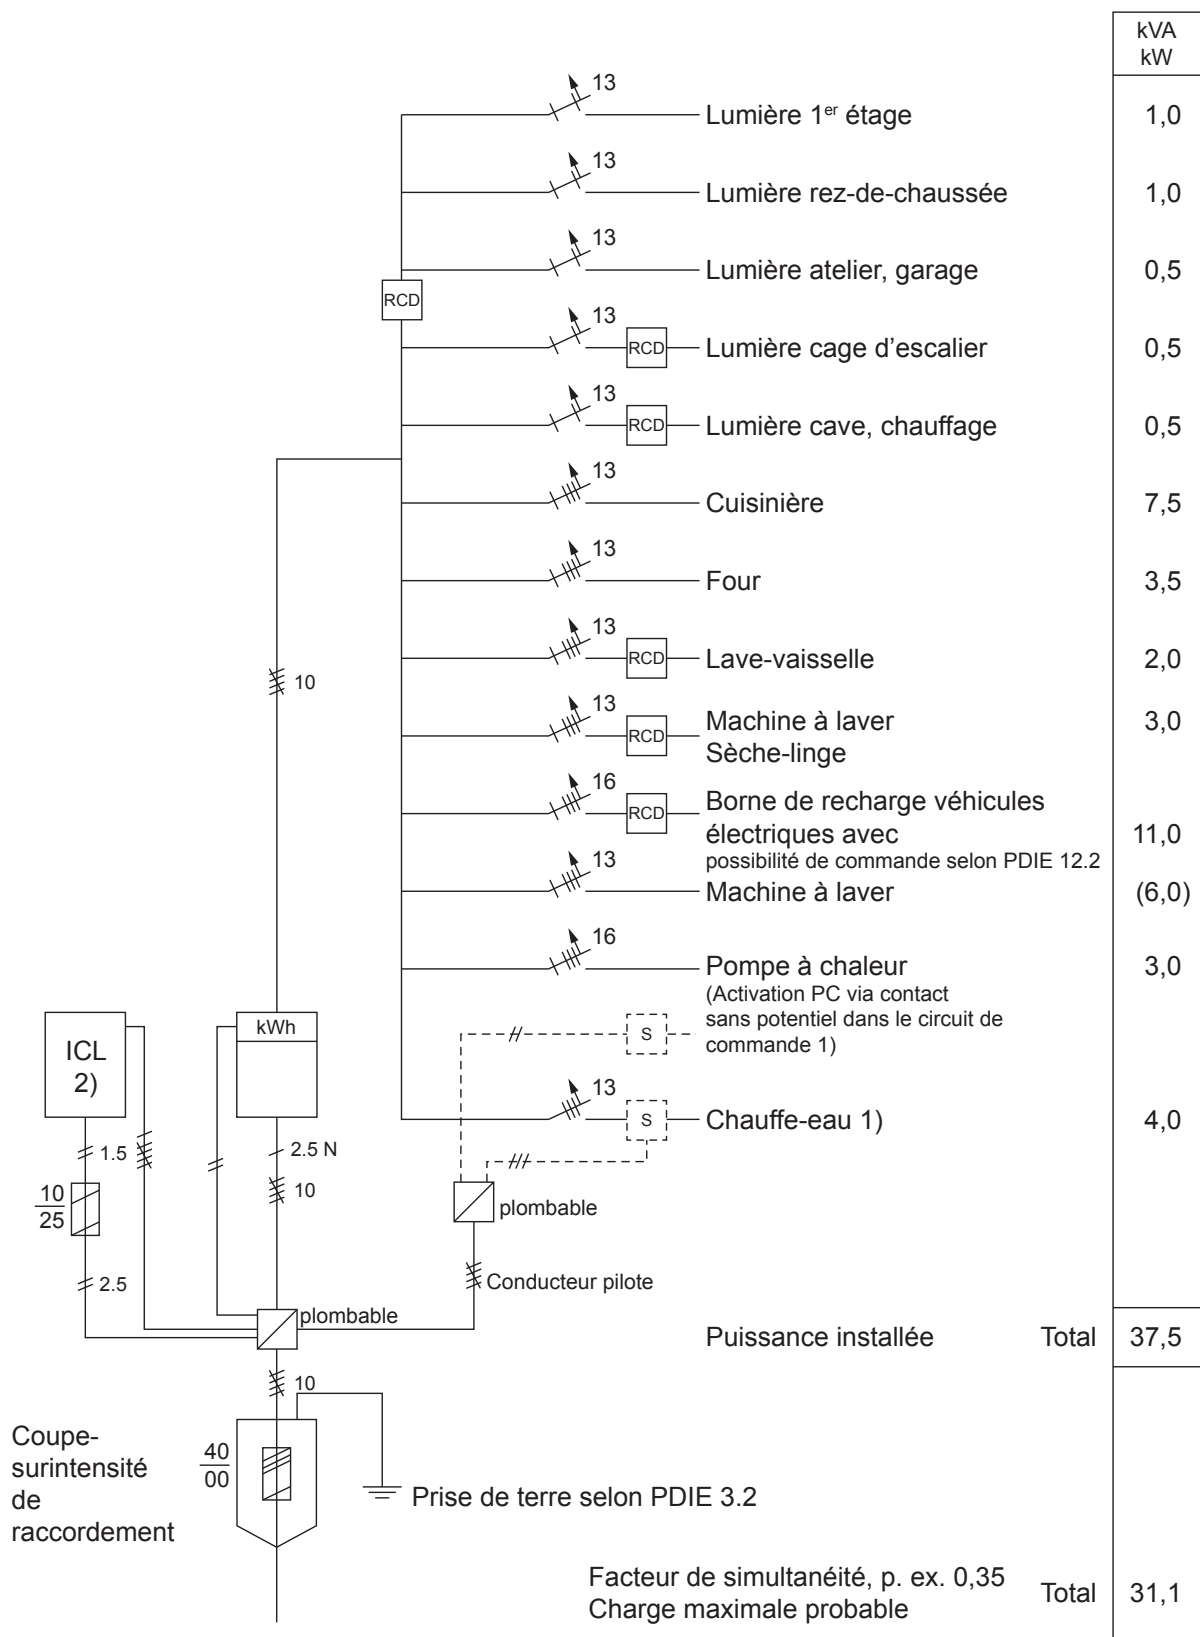 kVA
kW
13
Lumière 1er étage 1,0
13
Lumière rez-de-chaussée 1,0
13
Lumière atelier, garage 0,5
RCD
13
RCD Lumière cage d'escalier 0,5
13
RCD Lumière cave, chauffage 0,5
13
Cuisinière 7,5
13
Four 3,5
13
RCD Lave-vaisselle 2,0
10
13
RCD Machine à laver 3,0
Sèche-linge
16
RCD Borne de recharge véhicules
électriques avec 11,0
possibilité de commande selon PDIE 12.2
13
Machine à laver (6,0)
16
Pompe à chaleur 3,0
(Activation PC via contact
sans potentiel dans le circuit de
commande 1)
S
ICL
2)
kWh
13
S Chauffe-eau 1) 4,0
1.5
2.5 N
10
25
10
plombable
2.5
Conducteur pilote
plombable
Puissance installée Total 37,5
10
Coupe-
surintensité
de
raccordement
40
00
Prise de terre selon PDIE 3.2
Facteur de simultanéité, p. ex. 0,35
Charge maximale probable Total 31,1